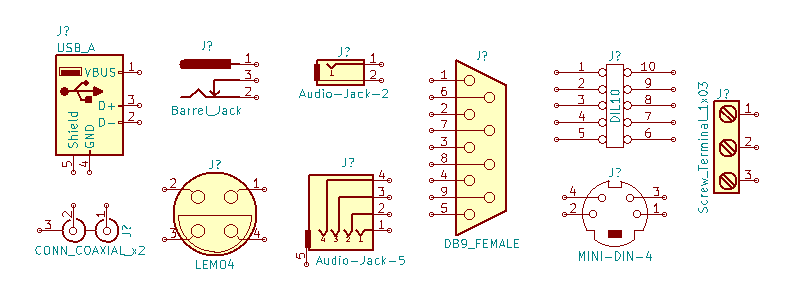 J?
USB_A
VBUS 1
D+ 3
D- 2
Shield
GND
5 4
J?
1
3
2
Barrel_Jack
J?
1
2
Audio-Jack-2
J?
1
6
2
7
3
8
4
9
5
DB9_FEMALE
J?
DIL10
1 10
2 9
3 8
4 7
5 6
J?
Screw_Terminal_1x03
1
2
3
3 2 1
J?
CONN_COAXIAL_x2
J?
2 1
3 4
LEMO4
J?
4
3
2
1
4 3 2 1
5
Audio-Jack-5
J?
4 3
2 1
MINI-DIN-4